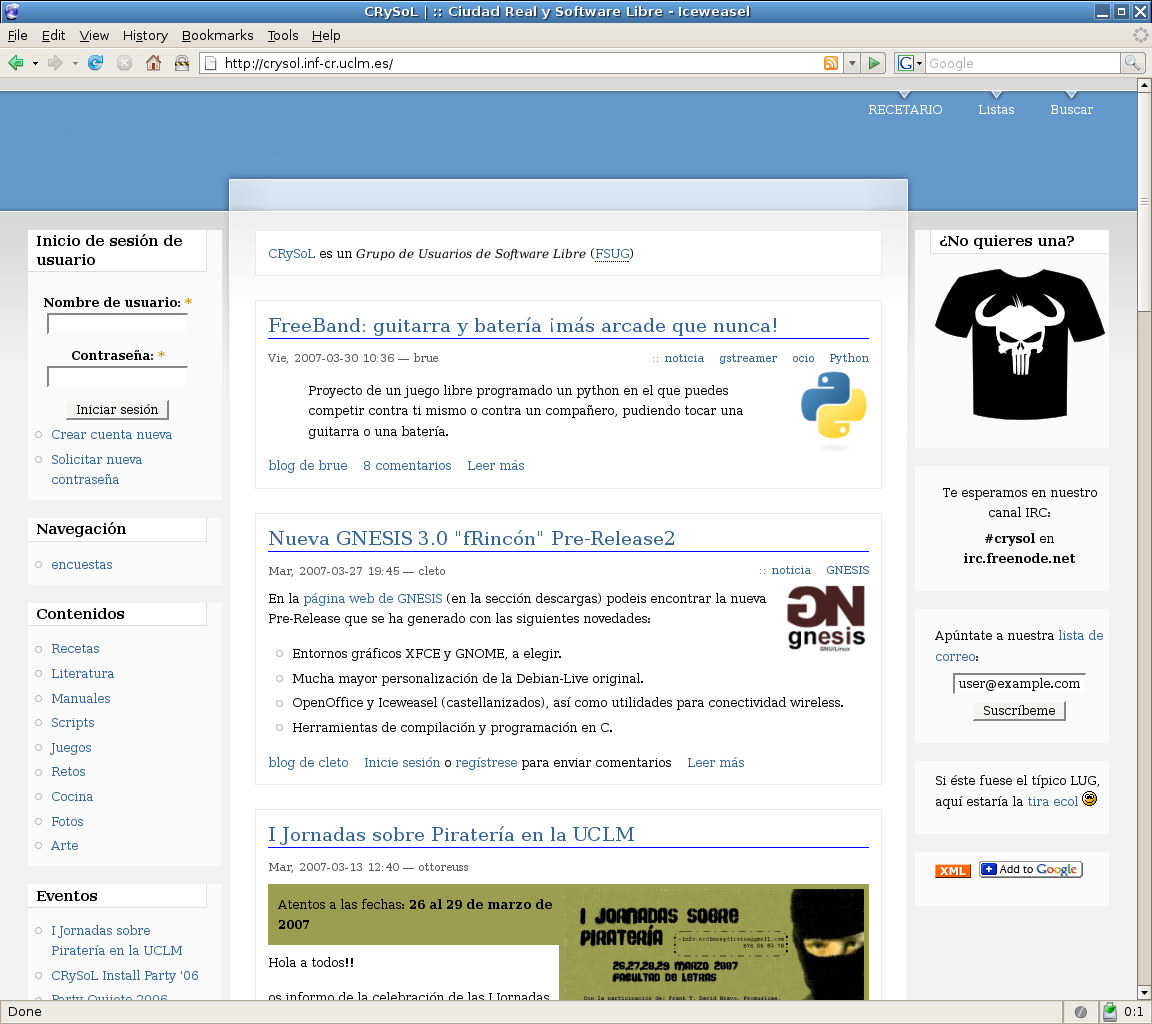 CRySoL | :: Ciudad Real y Software Libre - Iceweasel
File Edit View History Bookmarks Tools Help
http://crysol.inf-cr.uclm.es/
G Google
RECETARIO Listas Buscar
Inicio de sesión de
usuario
Nombre de usuario: *
Contraseña: *
Iniciar sesión
Crear cuenta nueva
Solicitar nueva
contraseña
Navegación
encuestas
Contenidos
Recetas
Literatura
Manuales
Scripts
Juegos
Retos
Cocina
Fotos
Arte
Eventos
I Jornadas sobre
Piratería en la UCLM
CRySoL Install Party '06
Party Quijote 2006
CRySoL es un Grupo de Usuarios de Software Libre (FSUG)
FreeBand: guitarra y batería ¡más arcade que nunca!
Vie, 2007-03-30 10:36 — brue :: noticia gstreamer ocio Python
Proyecto de un juego libre programado un python en el que puedes
competir contra ti mismo o contra un compañero, pudiendo tocar una
guitarra o una batería.
blog de brue 8 comentarios Leer más
Nueva GNESIS 3.0 "fRincón" Pre-Release2
Mar, 2007-03-27 19:45 — cleto :: noticia GNESIS
En la página web de GNESIS (en la sección descargas) podeis encontrar la nueva
Pre-Release que se ha generado con las siguientes novedades:
GN
gnesis
GNU/Linux
Entornos gráficos XFCE y GNOME, a elegir.
Mucha mayor personalización de la Debian-Live original.
OpenOffice y Iceweasel (castellanizados), así como utilidades para conectividad wireless.
Herramientas de compilación y programación en C.
blog de cleto Inicie sesión o regístrese para enviar comentarios Leer más
I Jornadas sobre Piratería en la UCLM
Mar, 2007-03-13 12:40 — ottoreuss
Atentos a las fechas: 26 al 29 de marzo de
2007
Hola a todos!!
os informo de la celebración de las I Jornadas
I JORNADAS SOBRE
PIRATERÍA
26,27,28,29 MARZO 2007
FACULTAD DE LETRAS
Con la participación de: Frank T, David Bravo, Promusicae,
¿No quieres una?
Te esperamos en nuestro
canal IRC:
#crysol en
irc.freenode.net
Apúntate a nuestra lista de
correo:
user@example.com
Suscríbeme
Si éste fuese el típico LUG,
aquí estaría la tira ecol
XML Add to Google
Done 0:1